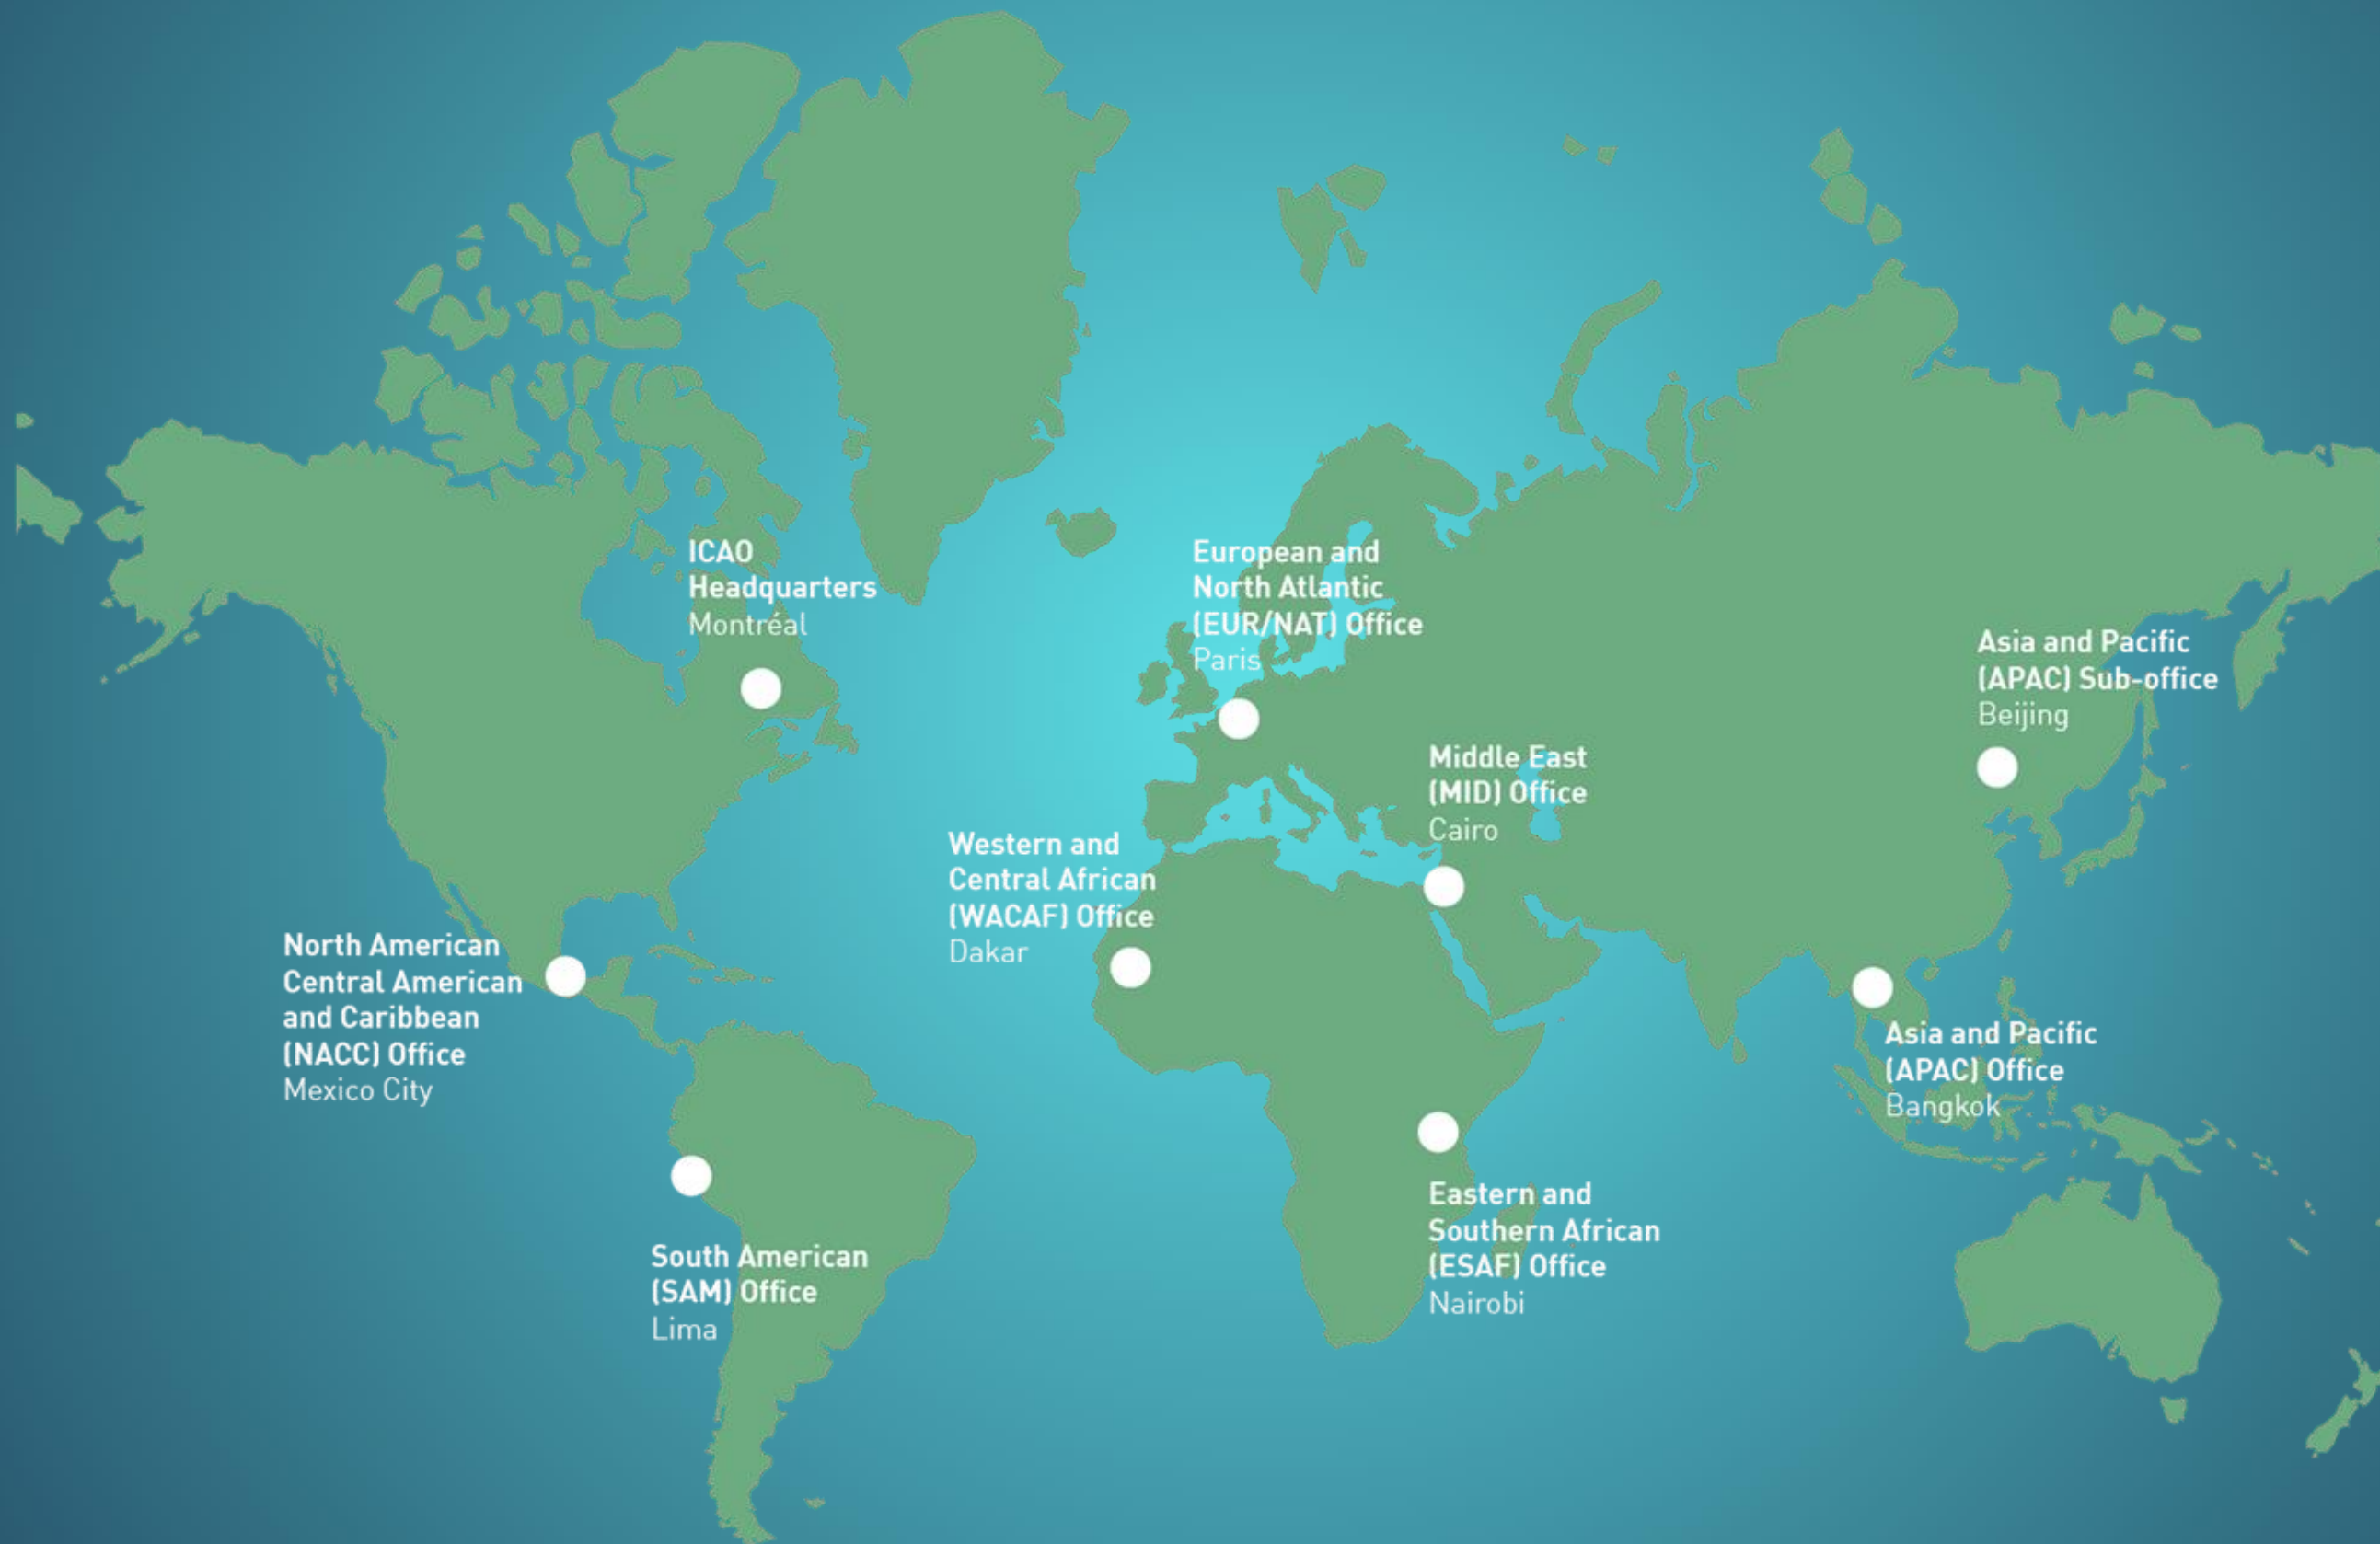 ICAO
Headquarters
Montréal
European and
North Atlantic
(EUR/NAT) Office
Paris
Asia and Pacific
(APAC) Sub-office
Beijing
Middle East
(MID) Office
Cairo
Western and
Central African
(WACAF) Office
Dakar
North American
Central American
and Caribbean
(NACC) Office
Mexico City
Asia and Pacific
(APAC) Office
Bangkok
Eastern and
Southern African
(ESAF) Office
Nairobi
South American
(SAM) Office
Lima